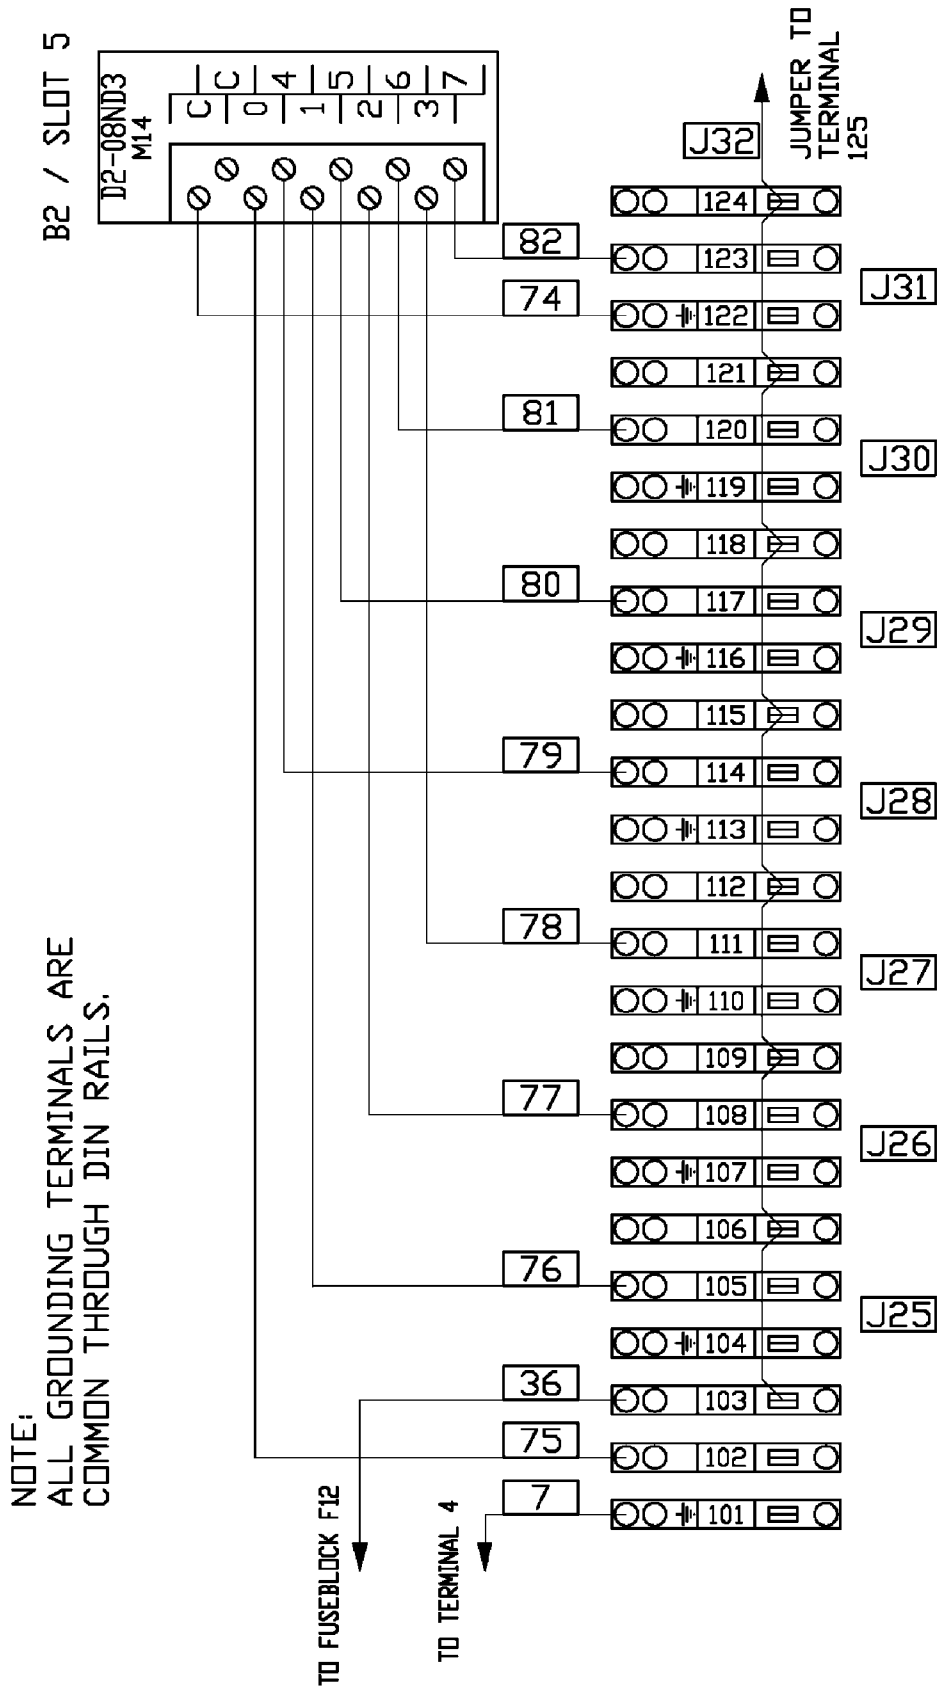 B2 / SLOT 5
D2-08ND3
M14
C
C
0
4
1
5
2
6
3
7
J32
JUMPER TO
TERMINAL
125
124
82
123
J31
74
122
121
81
120
J30
119
118
80
117
J29
116
115
79
114
J28
113
112
78
111
J27
110
109
77
108
J26
107
106
76
105
J25
104
36
103
75
102
7
101
NOTE:
ALL GROUNDING TERMINALS ARE
COMMON THROUGH DIN RAILS.
TO FUSEBLOCK F12
TO TERMINAL 4